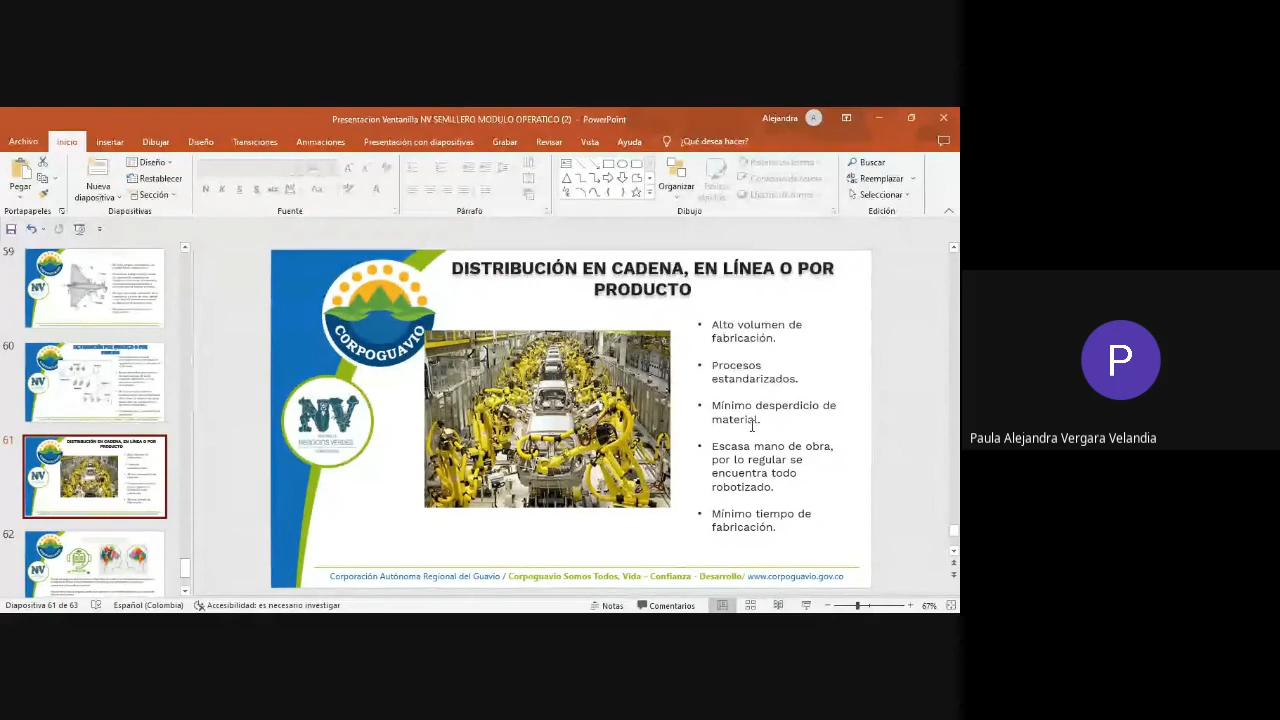 Presentacion Ventanilla NV SEMILLERO MODULO OPERATICO (2) - PowerPoint
Alejandra
A
Archivo Inicio Insertar Dibujar Diseño Transiciones Animaciones Presentación con diapositivas Grabar Revisar Vista Ayuda ¿Qué desea hacer?
Pegar
Nueva
diapositiva
Diseño
Restablecer
Sección
Organizar
Buscar
Reemplazar
Seleccionar
Portapapeles Diapositivas Fuente Párrafo Dibujo Edición
59
60
61
62
DISTRIBUCIÓN EN CADENA, EN LÍNEA O POR
PRODUCTO
CORPOGUAVIO
NV
NEGOCIOS VERDES
• Alto volumen de
fabricación.
• Procesos
estandarizados.
• Mínimo desperdicio de
material.
• Escasa mano de obra,
por lo regular se
encuentra todo
robotizado.
• Mínimo tiempo de
fabricación.
Corporación Autónoma Regional del Guavio / Corpoguavio Somos Todos, Vida – Confianza - Desarrollo/ www.corpoguavio.gov.co
Diapositiva 61 de 63 Español (Colombia) Accesibilidad: es necesario investigar Notas Comentarios 67%
P
Paula Alejandra Vergara Velandia